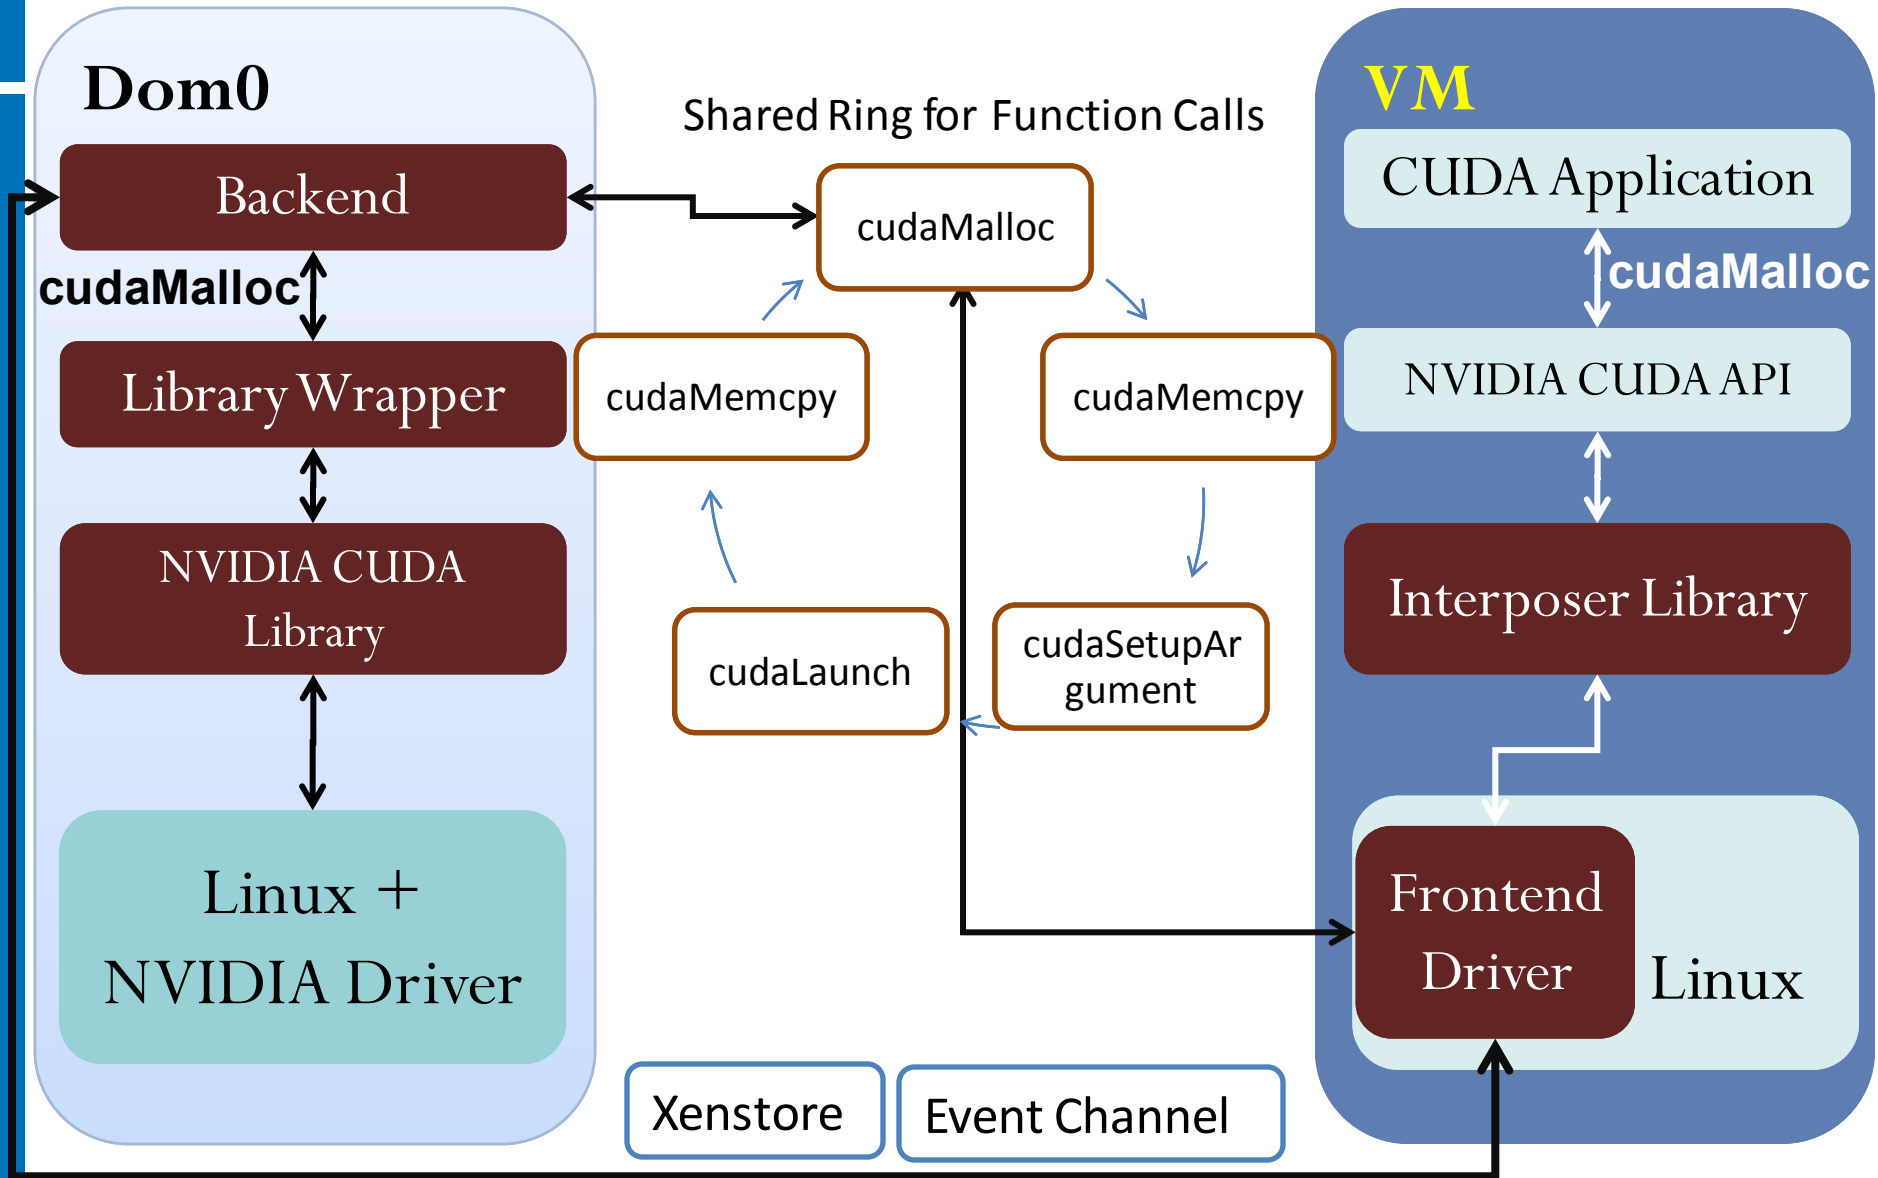 Dom0
Backend
cudaMalloc
Library Wrapper
NVIDIA CUDA
Library
Linux +
NVIDIA Driver
Shared Ring for Function Calls
cudaMalloc
cudaMemcpy
cudaMemcpy
cudaLaunch
cudaSetupAr
gument
Xenstore
Event Channel
VM
CUDA Application
cudaMalloc
NVIDIA CUDA API
Interposer Library
Frontend
Driver
Linux